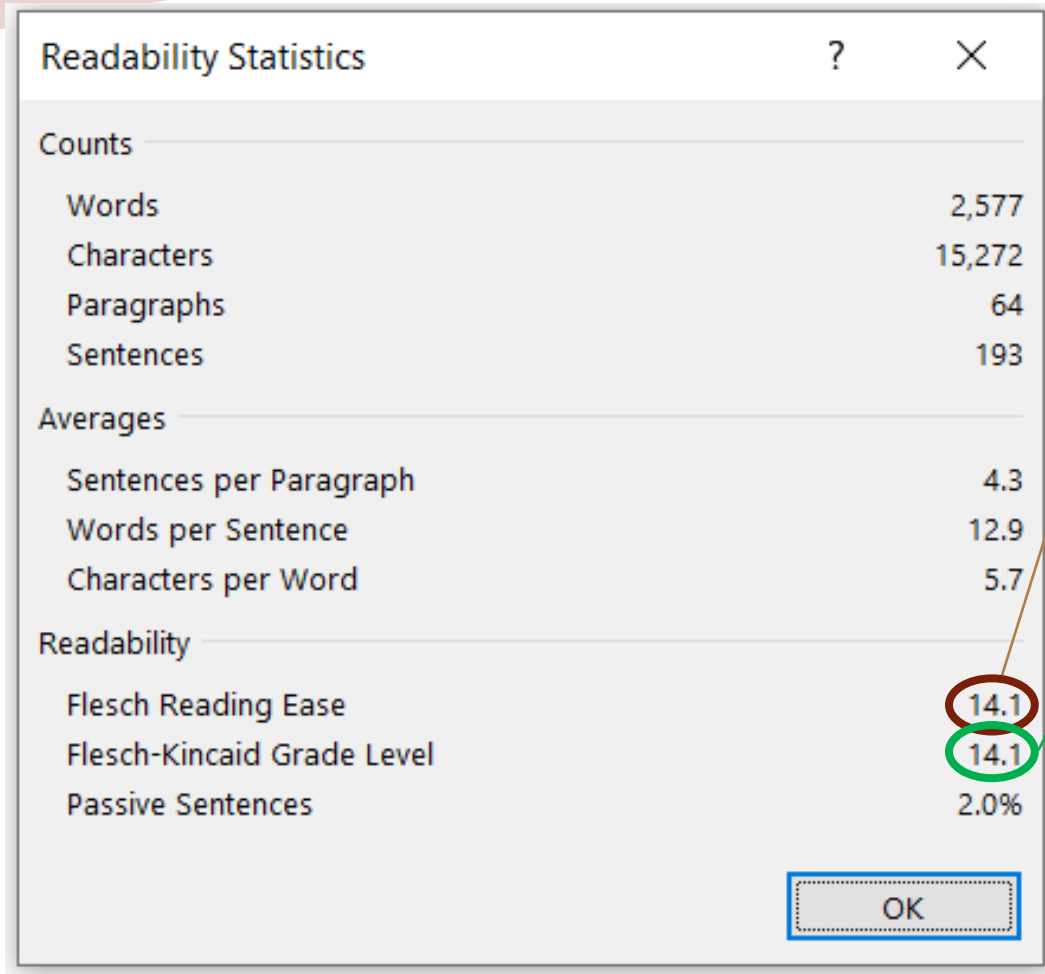 Readability Statistics ? ×
Counts
Words 2,577
Characters 15,272
Paragraphs 64
Sentences 193
Averages
Sentences per Paragraph 4.3
Words per Sentence 12.9
Characters per Word 5.7
Readability
Flesch Reading Ease 14.1
Flesch-Kincaid Grade Level 14.1
Passive Sentences 2.0%
OK